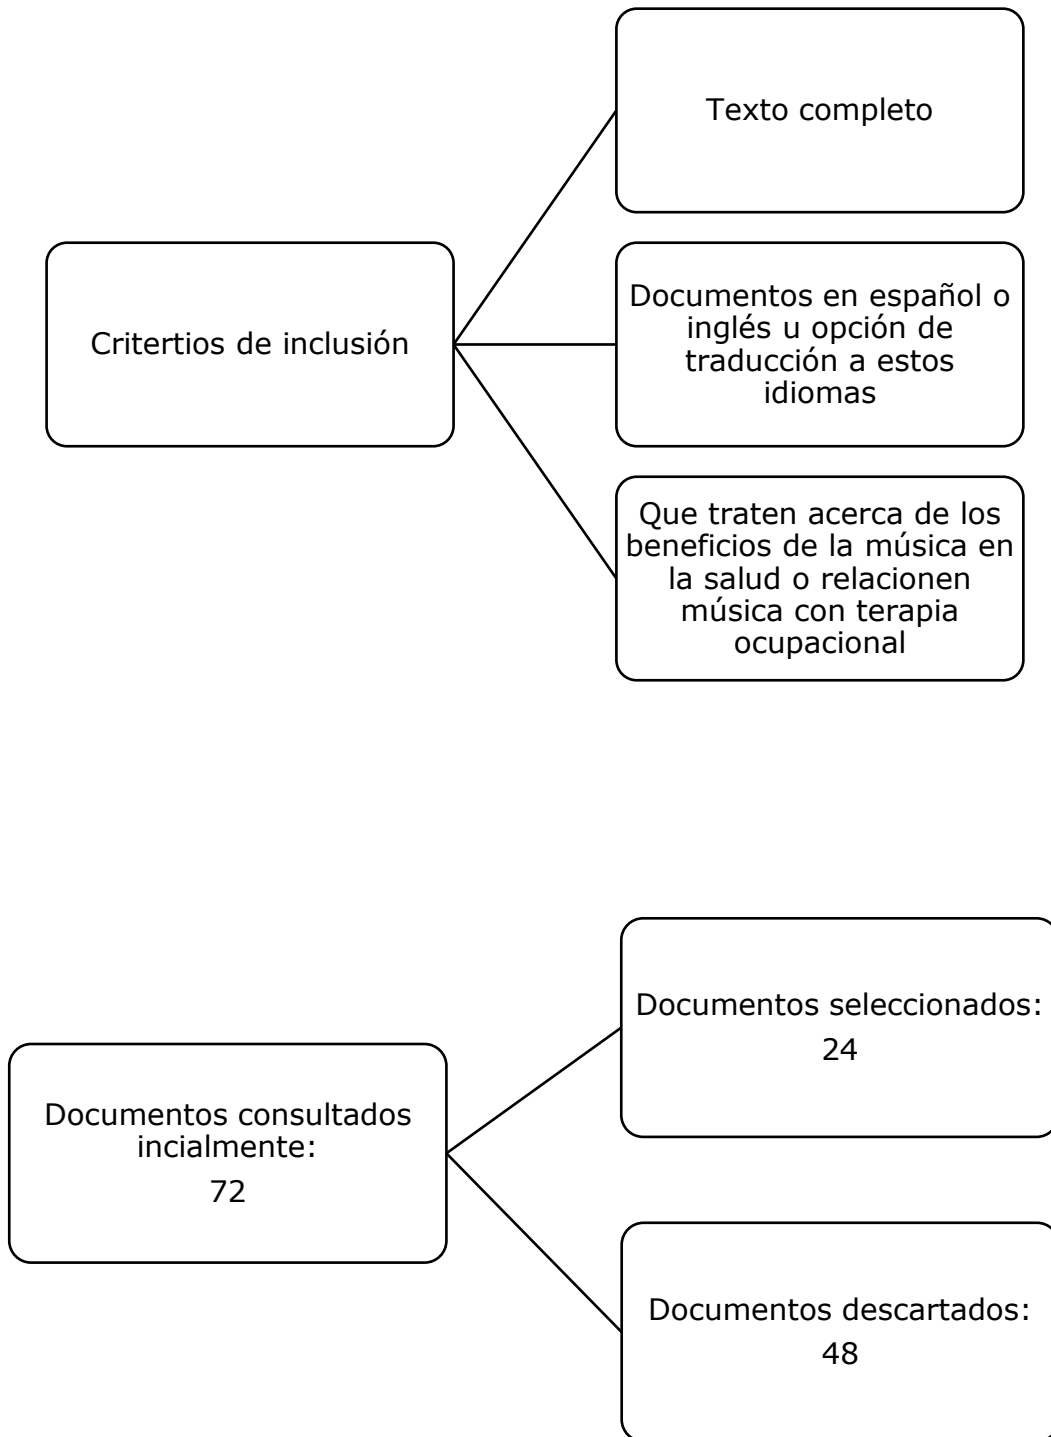 Texto completo
Critertios de inclusión
Documentos en español o
inglés u opción de
traducción a estos
idiomas
Que traten acerca de los
beneficios de la música en
la salud o relacionen
música con terapia
ocupacional
Documentos consultados
incialmente:
72
Documentos seleccionados:
24
Documentos descartados:
48